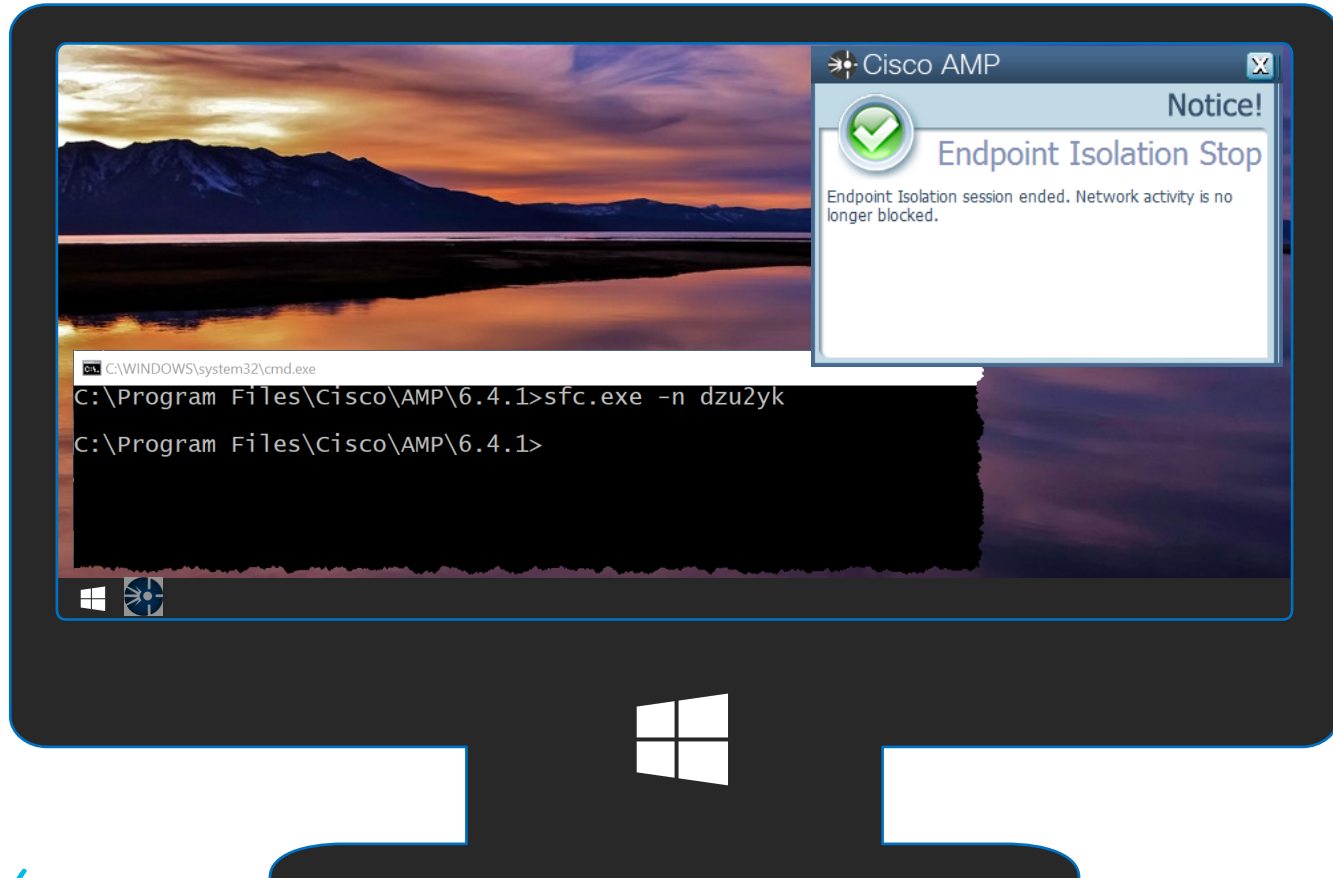 Cisco AMP
Notice!
Endpoint Isolation Stop
Endpoint Isolation session ended. Network activity is no
longer blocked.
C:\WINDOWS\system32\cmd.exe
C:\Program Files\Cisco\AMP\6.4.1>sfc.exe -n dzu2yk
C:\Program Files\Cisco\AMP\6.4.1>